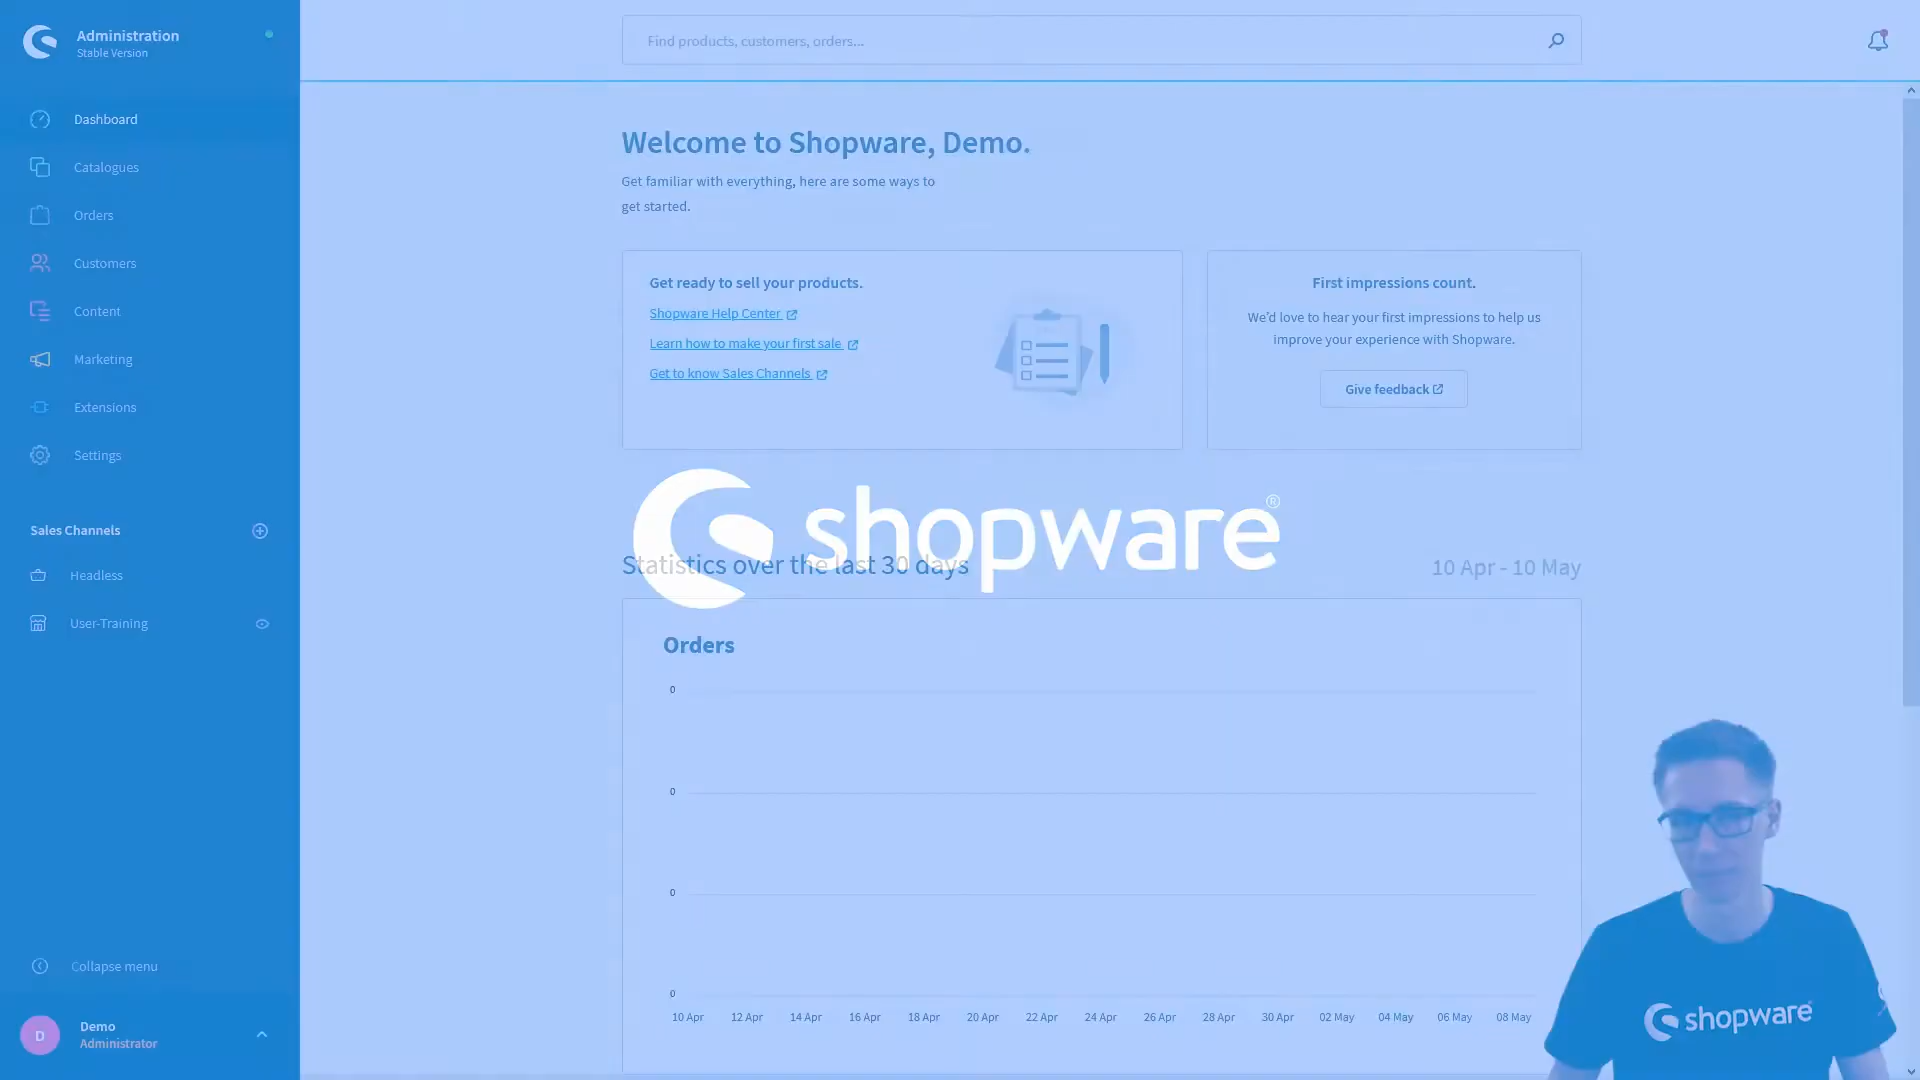 Administration
Stable Version
Find products, customers, orders...
Dashboard
Catalogues
Orders
Customers
Content
Marketing
Extensions
Settings
Sales Channels
Headless
User-Training
Collapse menu
D
Demo
Administrator
Welcome to Shopware, Demo.
Get familiar with everything, here are some ways to
get started.
Get ready to sell your products.
Shopware Help Center
Learn how to make your first sale
Get to know Sales Channels
First impressions count.
We'd love to hear your first impressions to help us
improve your experience with Shopware.
Give feedback
shopware®
Statistics over the last 30 days
10 Apr - 10 May
Orders
0
0
0
0
10 Apr 12 Apr 14 Apr 16 Apr 18 Apr 20 Apr 22 Apr 24 Apr 26 Apr 28 Apr 30 Apr 02 May 04 May 06 May 08 May
shopware